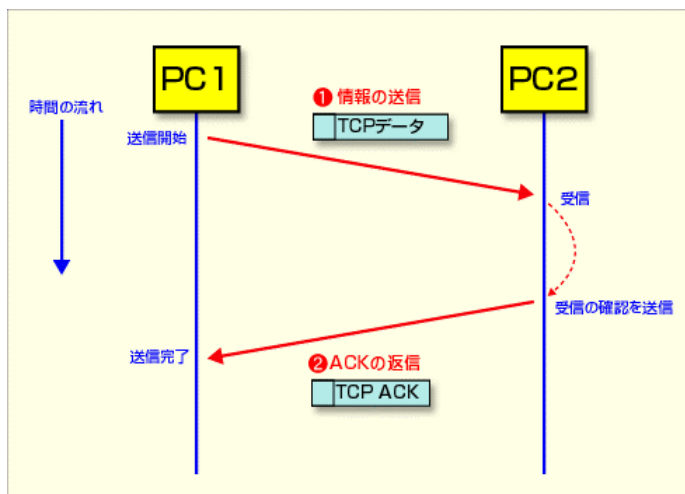 PC1
PC2
時間の流れ
❶情報の送信
TCPデータ
送信開始
受信
受信の確認を送信
送信完了
❷ACKの返信
TCP ACK